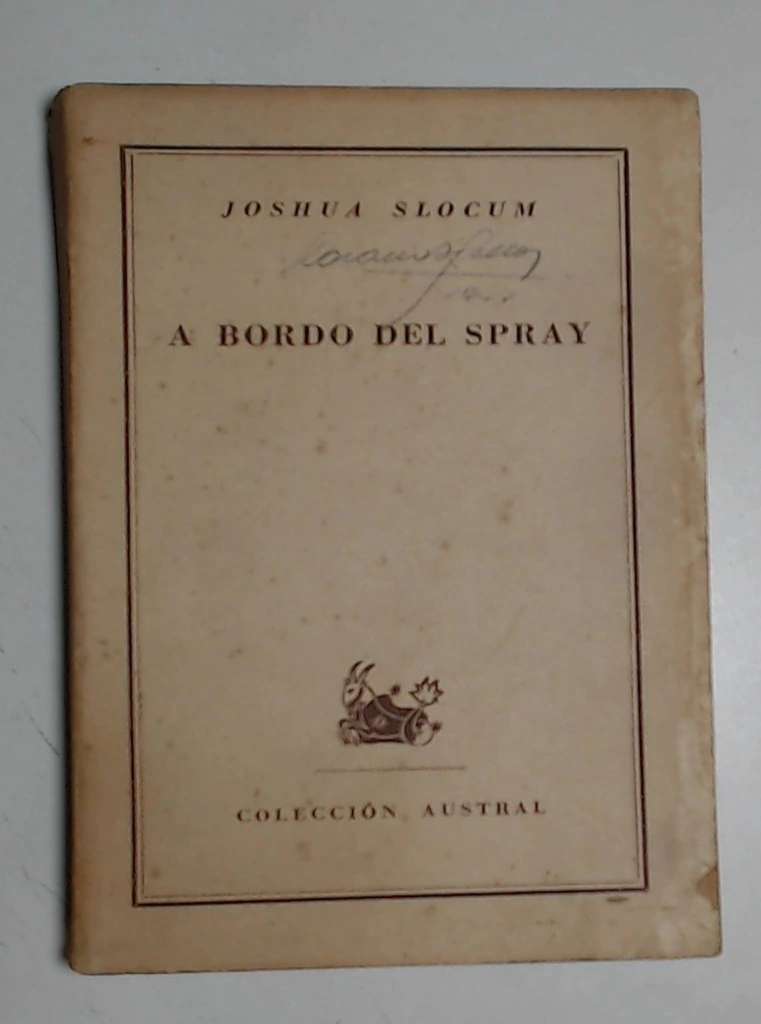 JOSHUA SLOCUM
A BORDO DEL SPRAY
COLECCIÓN AUSTRAL